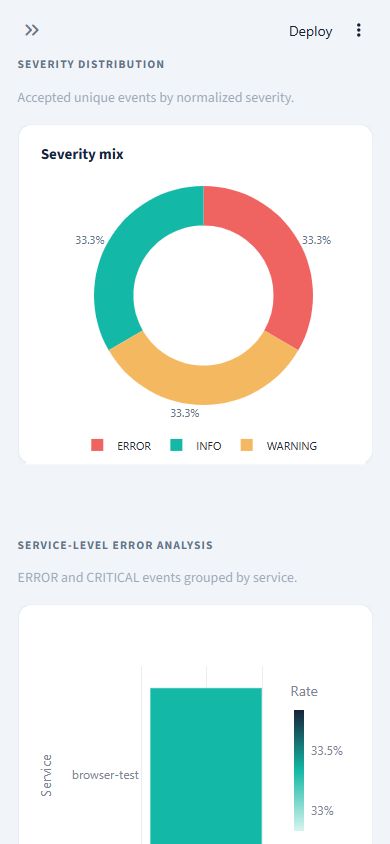 Deploy
SEVERITY DISTRIBUTION
Accepted unique events by normalized severity.
Severity mix
33.3%
33.3%
33.3%
ERROR
INFO
WARNING
SERVICE-LEVEL ERROR ANALYSIS
ERROR and CRITICAL events grouped by service.
Rate
33.5%
Service
browser-test
33%